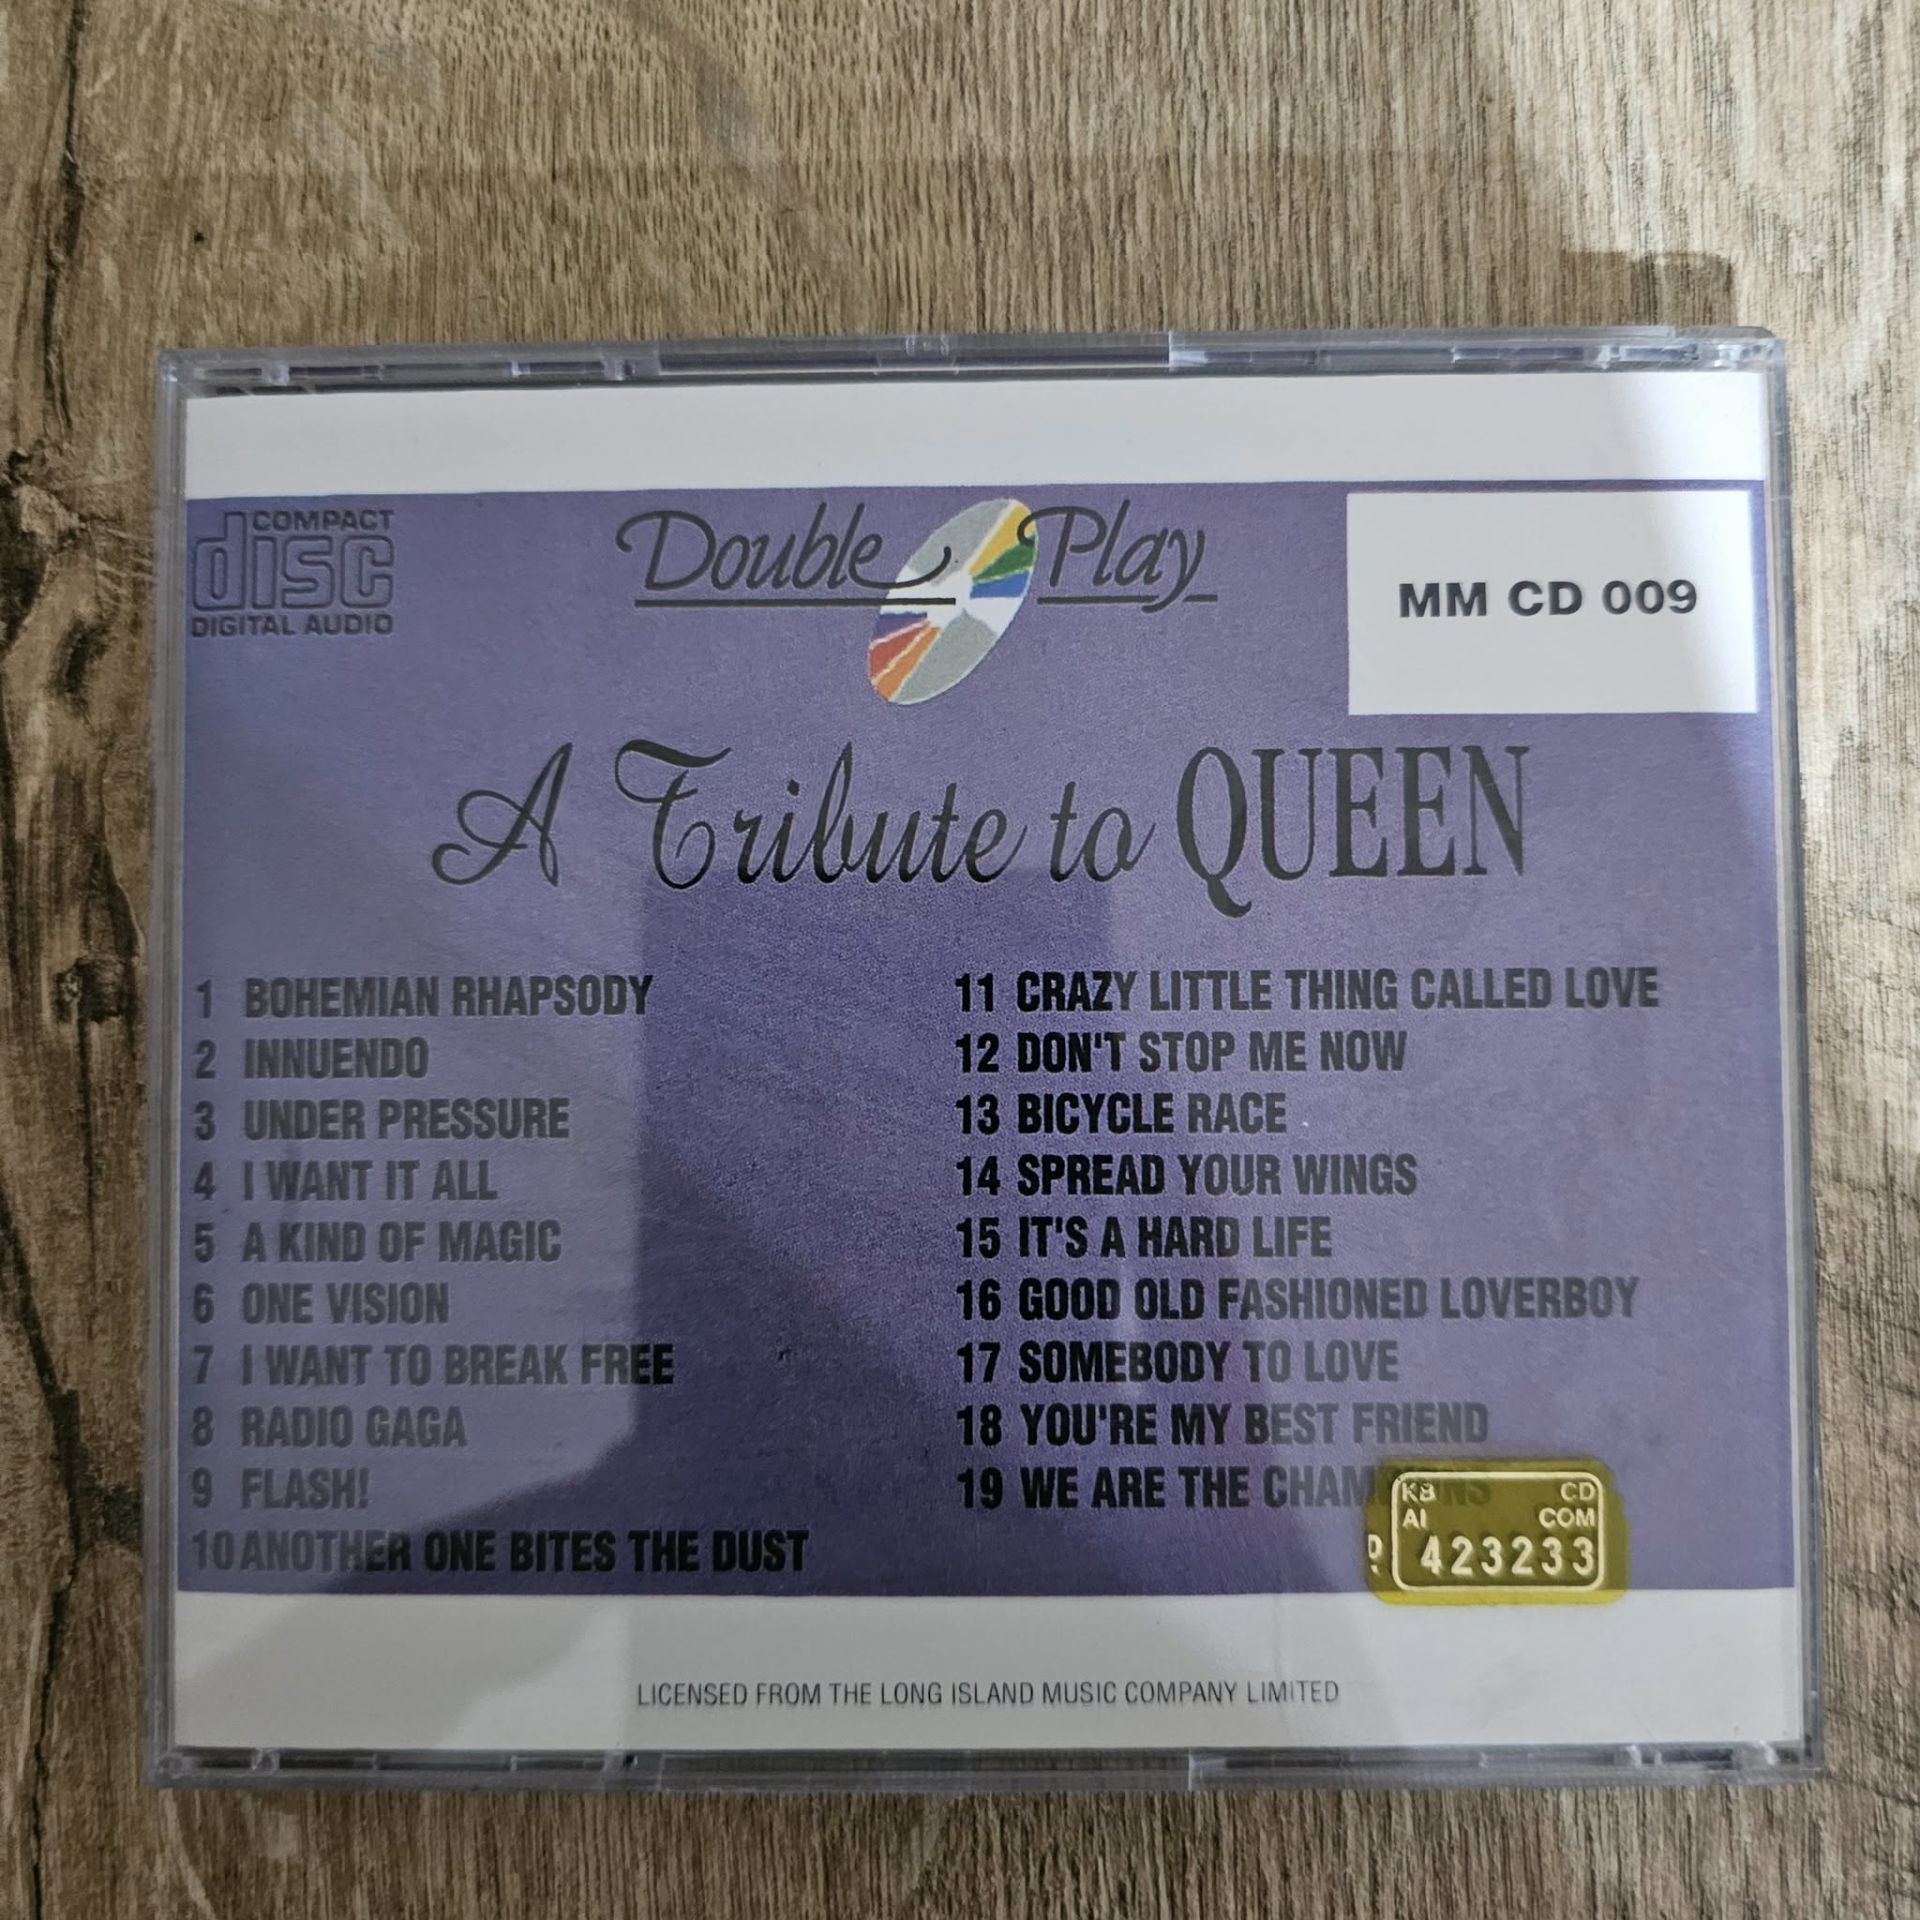 COMPACT
disc
DIGITAL AUDIO
Double Play
MM CD 009
A Tribute to QUEEN
1 BOHEMIAN RHAPSODY
2 INNUENDO
3 UNDER PRESSURE
4 I WANT IT ALL
5 A KIND OF MAGIC
6 ONE VISION
7 I WANT TO BREAK FREE
8 RADIO GAGA
9 FLASH!
10 ANOTHER ONE BITES THE DUST
11 CRAZY LITTLE THING CALLED LOVE
12 DON'T STOP ME NOW
13 BICYCLE RACE
14 SPREAD YOUR WINGS
15 IT'S A HARD LIFE
16 GOOD OLD FASHIONED LOVERBOY
17 SOMEBODY TO LOVE
18 YOU'RE MY BEST FRIEND
19 WE ARE THE CHAMPIONS
KB CD
AI COM
423233
LICENSED FROM THE LONG ISLAND MUSIC COMPANY LIMITED